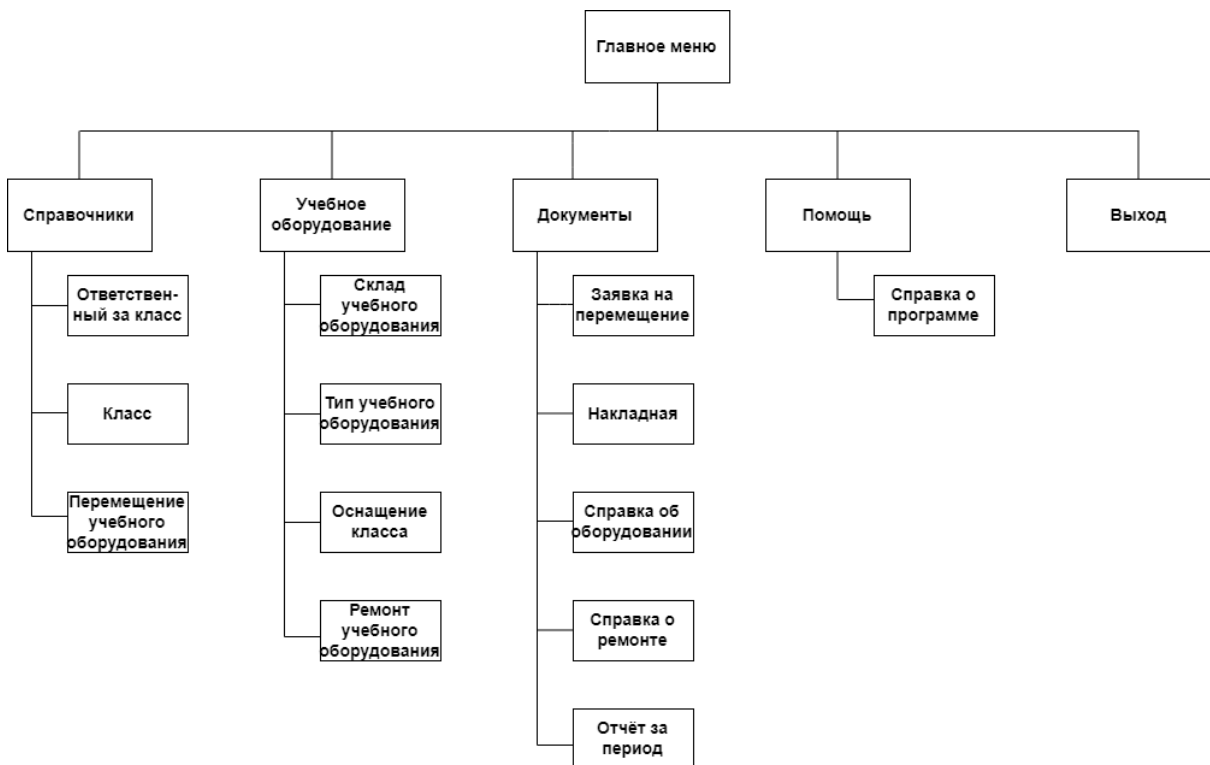 Главное меню
Справочники
Учебное
оборудование
Документы
Помощь
Выход
Ответствен-
ный за класс
Склад
учебного
оборудования
Заявка на
перемещение
Справка о
программе
Класс
Тип учебного
оборудования
Накладная
Перемещение
учебного
оборудования
Оснащение
класса
Справка об
оборудовании
Ремонт
учебного
оборудования
Справка о
ремонте
Отчёт за
период